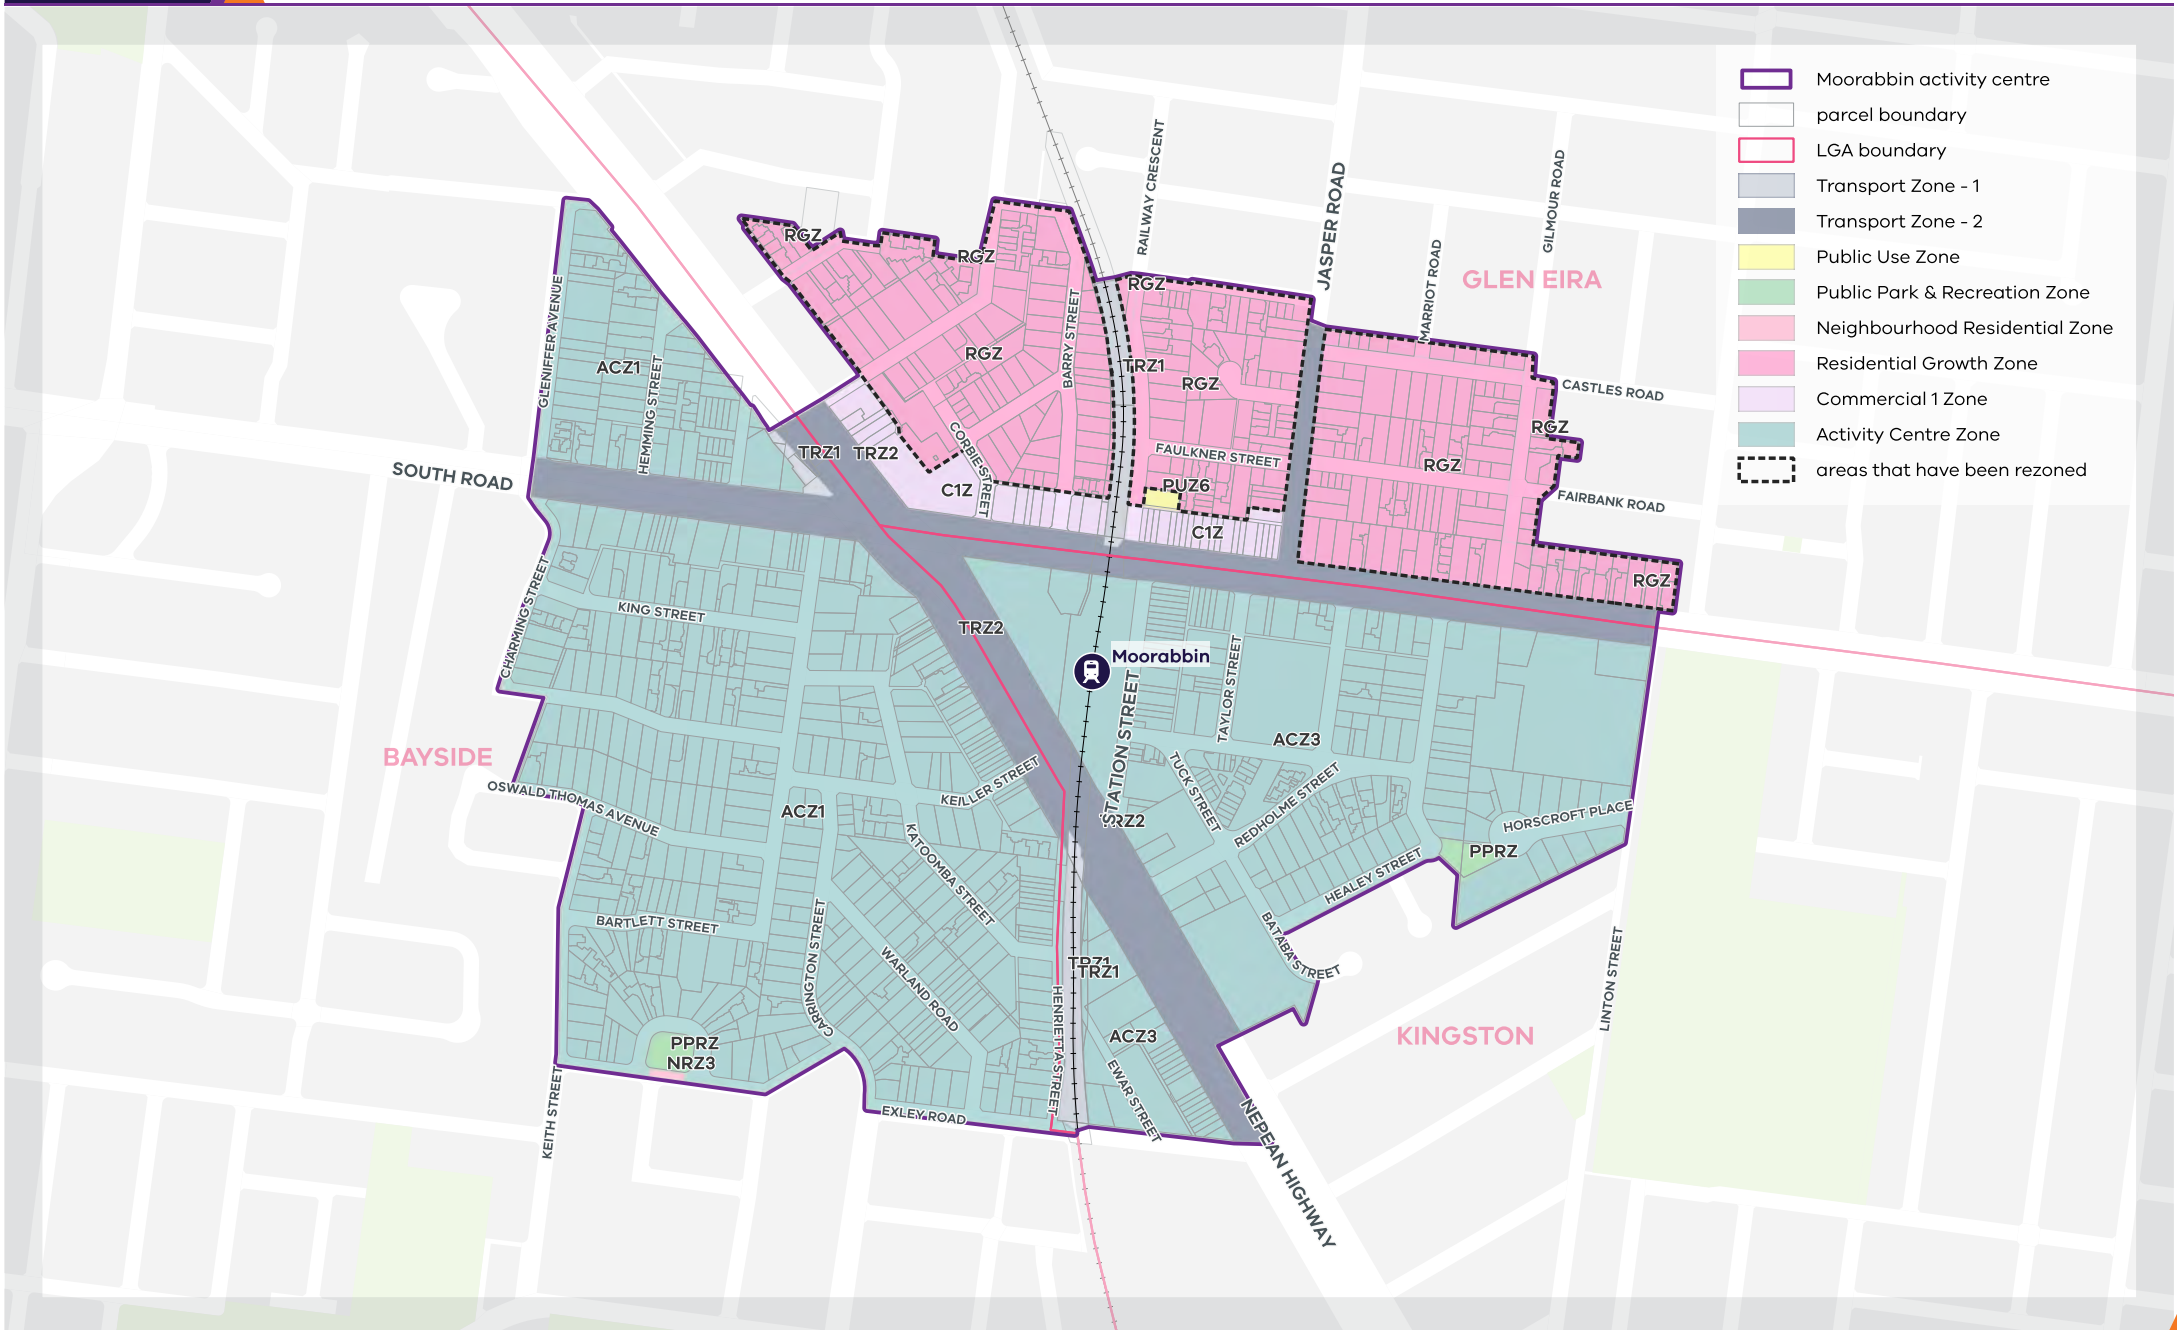 Moorabbin activity centre
parcel boundary
LGA boundary
Transport Zone - 1
Transport Zone - 2
Public Use Zone
Public Park & Recreation Zone
Neighbourhood Residential Zone
Residential Growth Zone
Commercial 1 Zone
Activity Centre Zone
areas that have been rezoned
RAILWAY CRESCENT
JASPER ROAD
GILMOUR ROAD
MARRIOT ROAD
GLEN EIRA
RGZ
RGZ
RGZ
GLENIFFER AVENUE
ACZ1
HEMMING STREET
RGZ
BARRY STREET
TRZ1
RGZ
CASTLES ROAD
RGZ
SOUTH ROAD
TRZ1
TRZ2
CORBIE STREET
FAULKNER STREET
RGZ
C1Z
PUZ6
FAIRBANK ROAD
C1Z
RGZ
CHARMING STREET
KING STREET
TRZ2
Moorabbin
STATION STREET
TAYLOR STREET
ACZ3
BAYSIDE
OSWALD THOMAS AVENUE
ACZ1
KEILLER STREET
TRZ2
TUCK STREET
REDHOLME STREET
HORSCROFT PLACE
PPRZ
KATOOMBA STREET
HEALEY STREET
BARTLETT STREET
CARRINGTON STREET
WARLAND ROAD
BATABA STREET
LINTON STREET
TRZ1
TRZ1
HENRIETTA STREET
ACZ3
KINGSTON
PPRZ
NRZ3
EWAR STREET
KEITH STREET
EXLEY ROAD
NEPEAN HIGHWAY